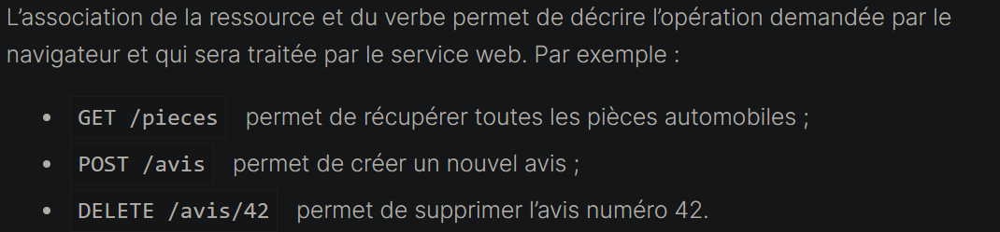 L’association de la ressource et du verbe permet de décrire l’opération demandée par le
navigateur et qui sera traitée par le service web. Par exemple :
• GET /pieces permet de récupérer toutes les pièces automobiles ;
• POST /avis permet de créer un nouvel avis ;
• DELETE /avis/42 permet de supprimer l’avis numéro 42.